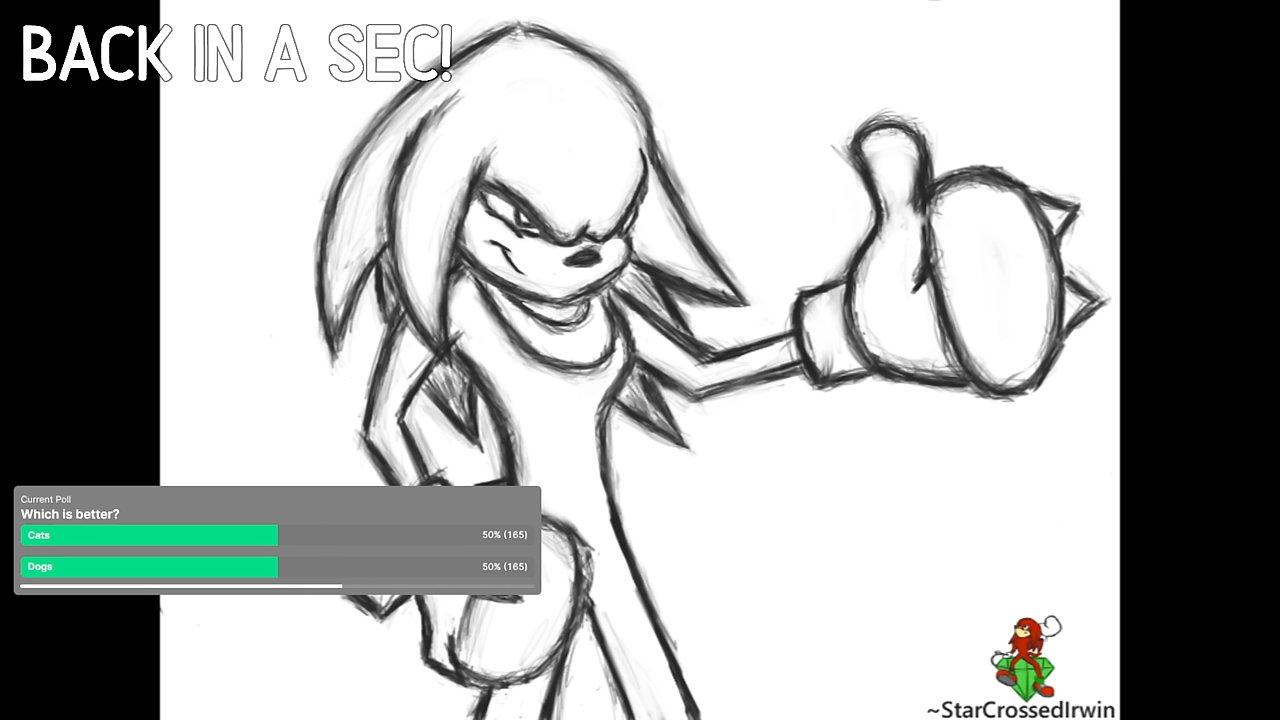 BACK IN A SEC!
Current Poll
Which is better?
Cats 50% (165)
Dogs 50% (165)
~StarCrossedIrwin